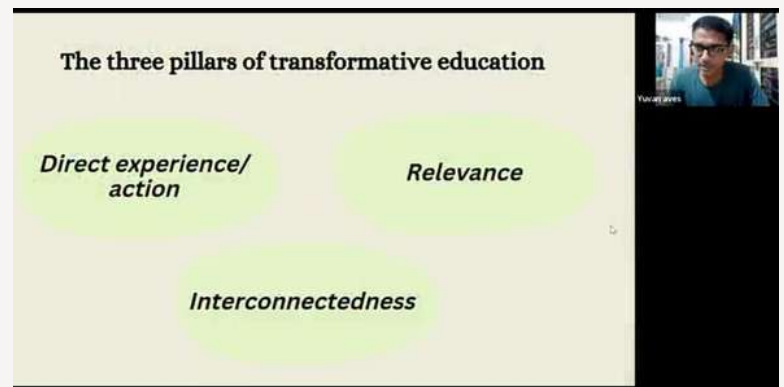 The three pillars of transformative education
Direct experience/
action
Relevance
Interconnectedness
Yuvan aves